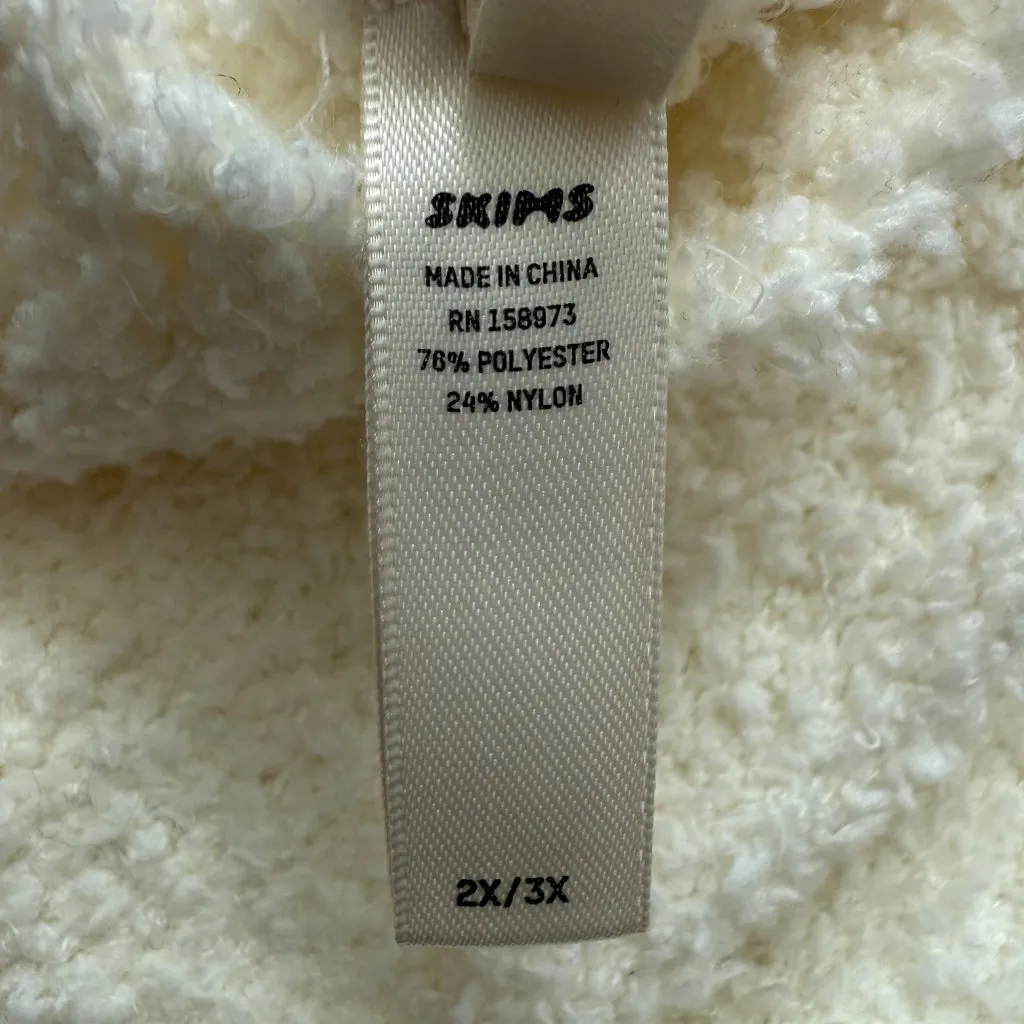 SKIMS
MADE IN CHINA
RN 158973
76% POLYESTER
24% NYLON
2X/3X